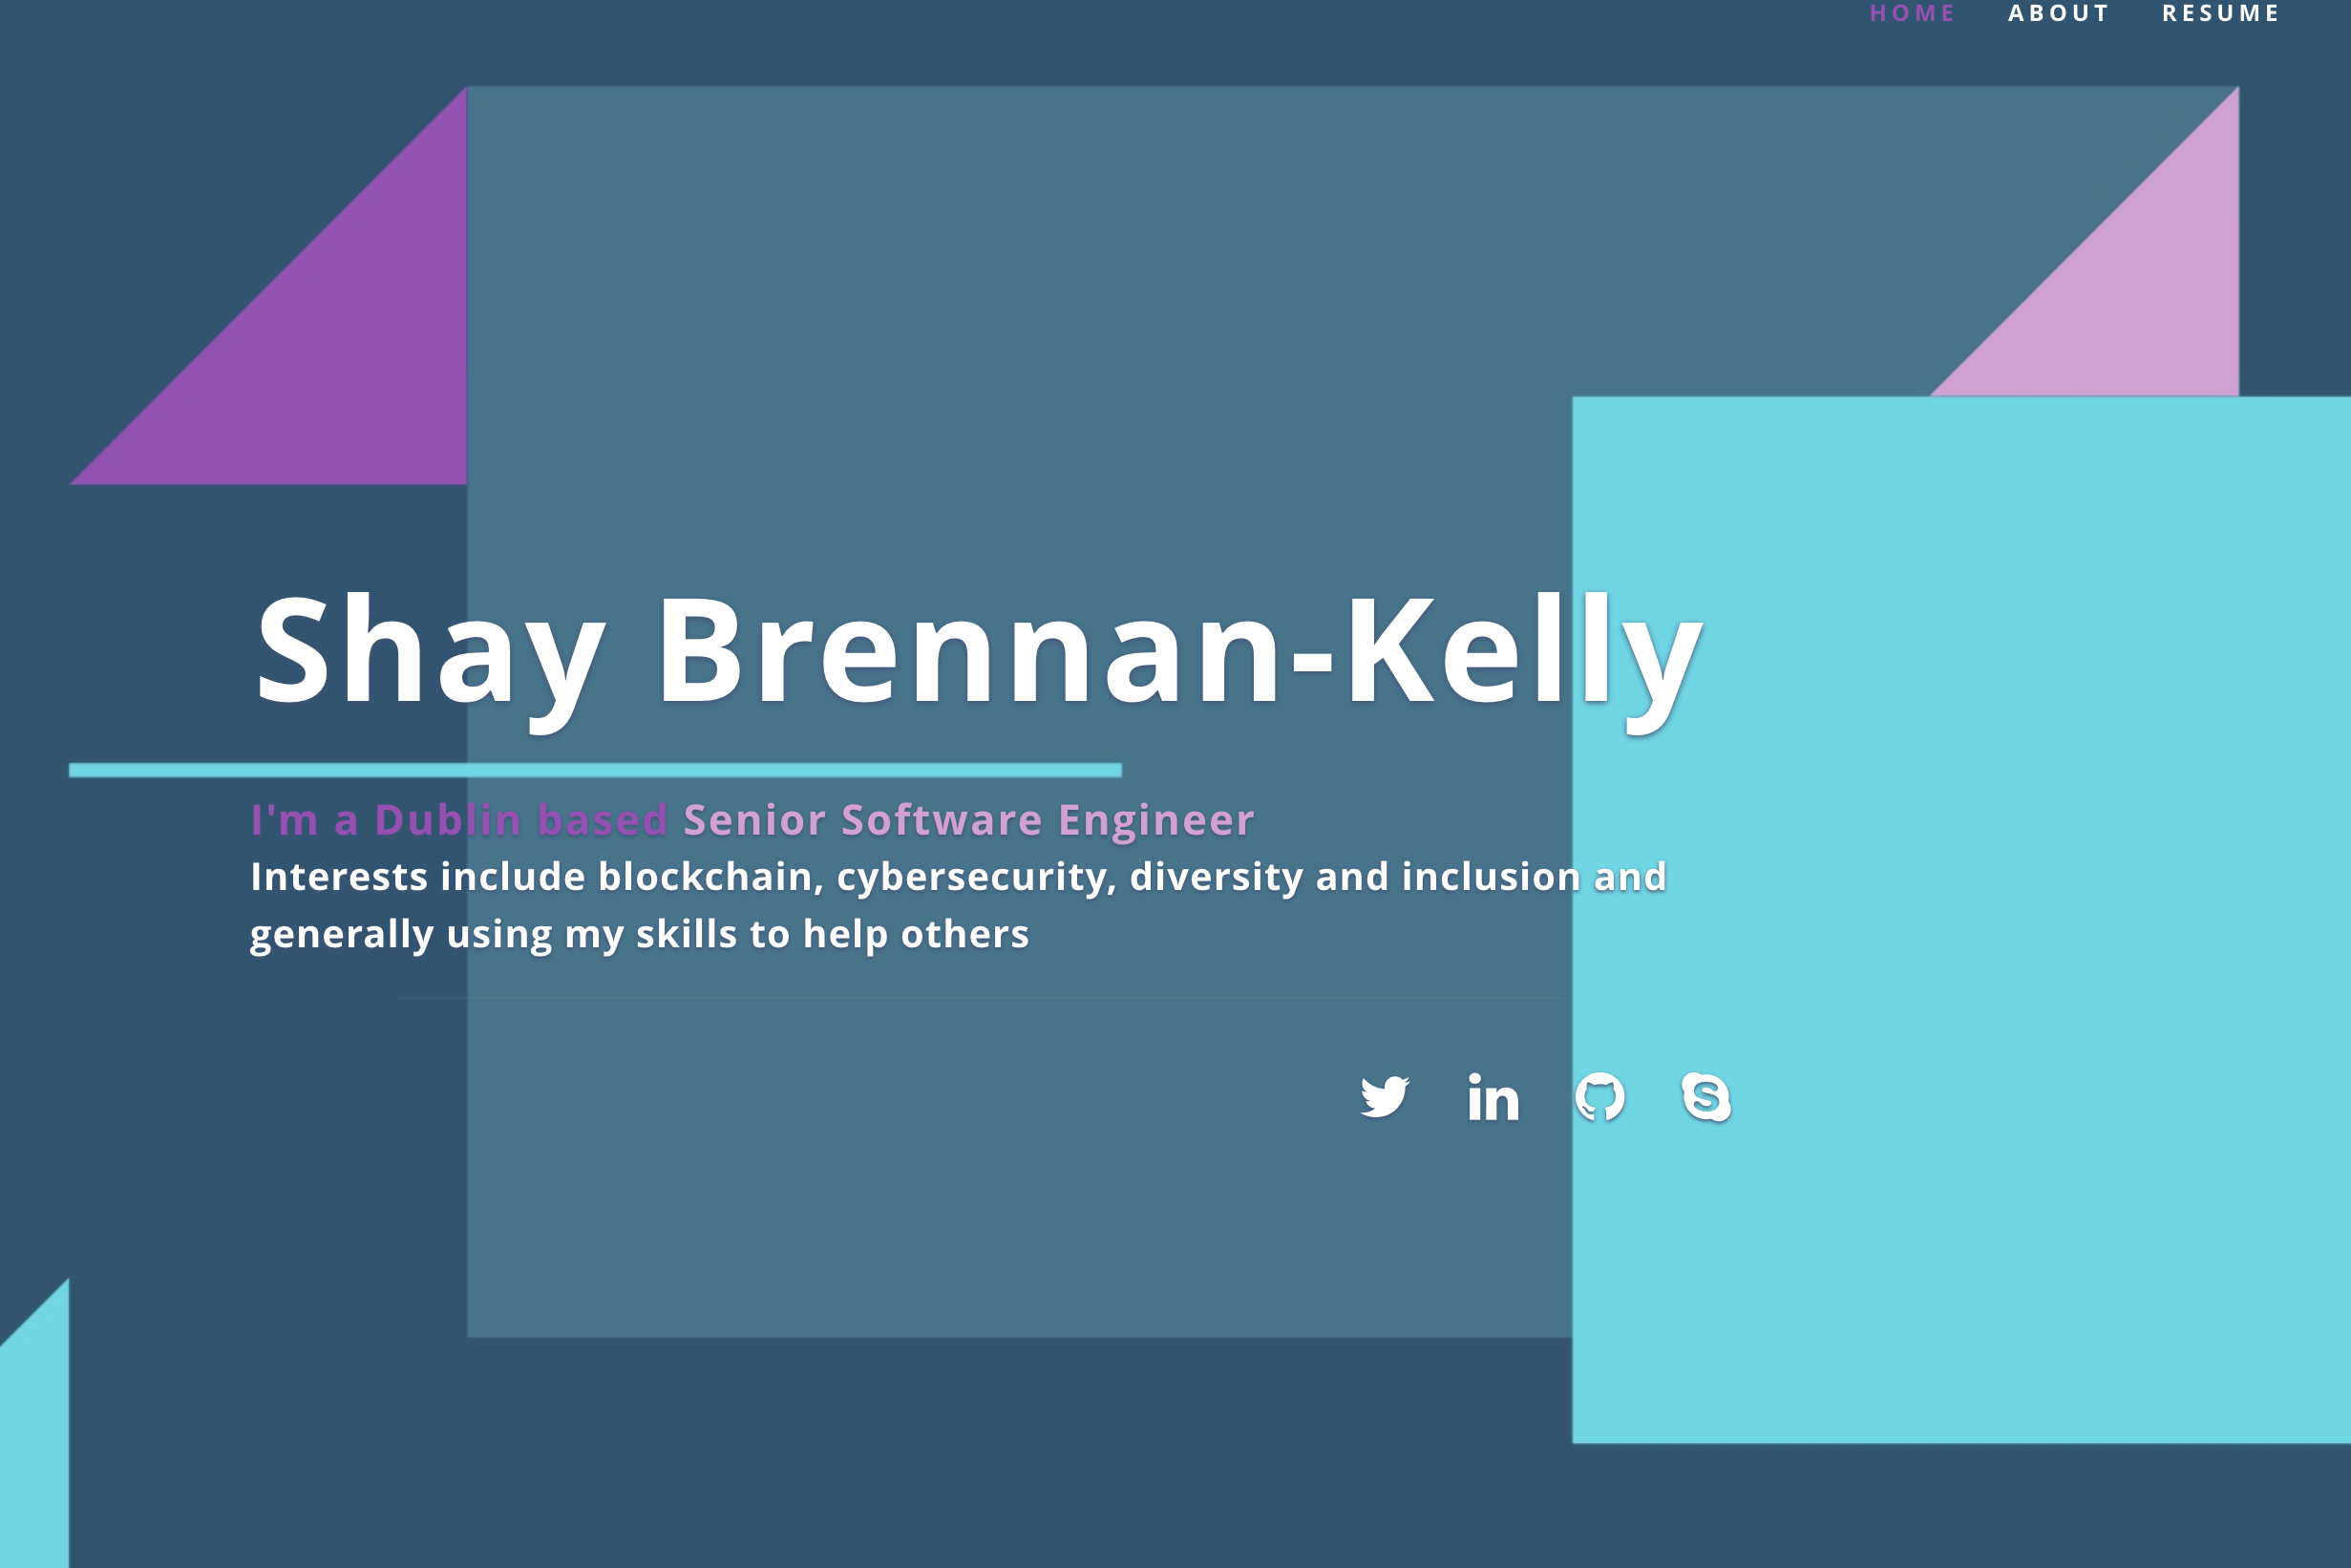 HOME ABOUT RESUME
Shay Brennan-Kelly
I'm a Dublin based Senior Software Engineer
Interests include blockchain, cybersecurity, diversity and inclusion and
generally using my skills to help others
in